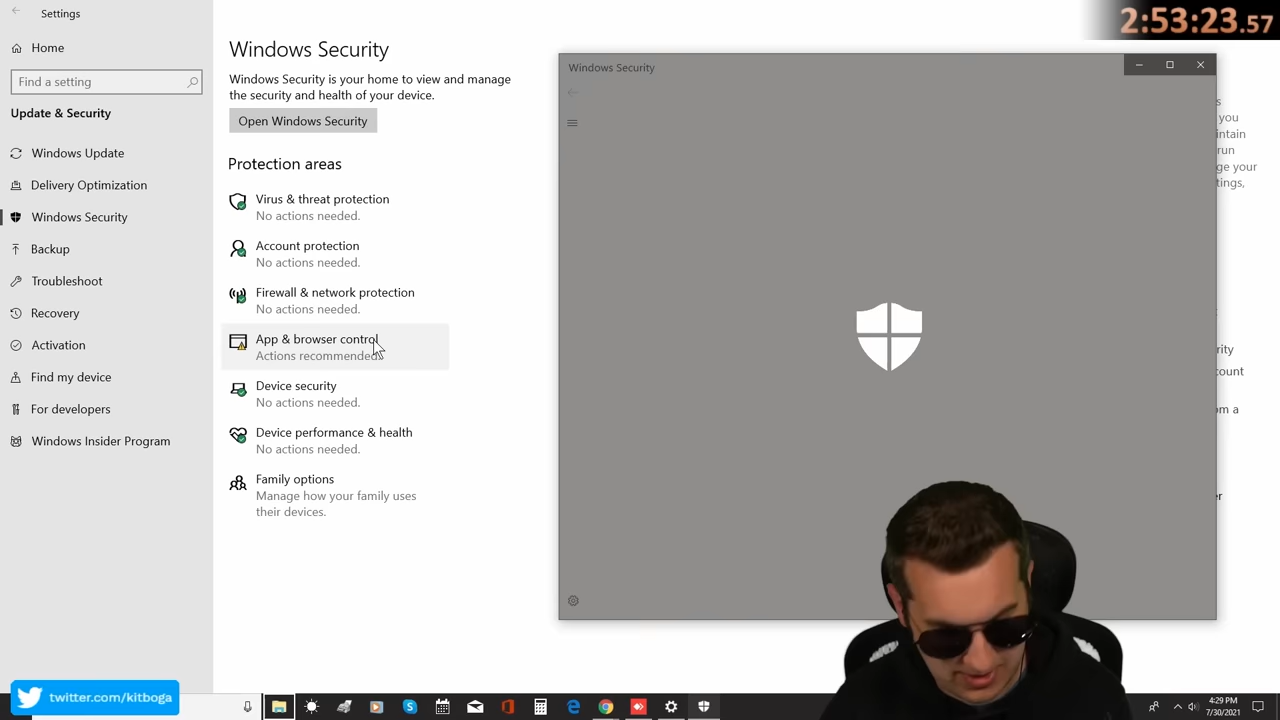 Settings
2:53:23.57
Home
Find a setting
Update & Security
Windows Update
Delivery Optimization
Windows Security
Backup
Troubleshoot
Recovery
Activation
Find my device
For developers
Windows Insider Program
Windows Security
Windows Security is your home to view and manage
the security and health of your device.
Open Windows Security
Protection areas
Virus & threat protection
No actions needed.
Account protection
No actions needed.
Firewall & network protection
No actions needed.
App & browser control
Actions recommended.
Device security
No actions needed.
Device performance & health
No actions needed.
Family options
Manage how your family uses
their devices.
Windows Security
you
run
twitter.com/kitboga
4:29 PM
7/30/2021